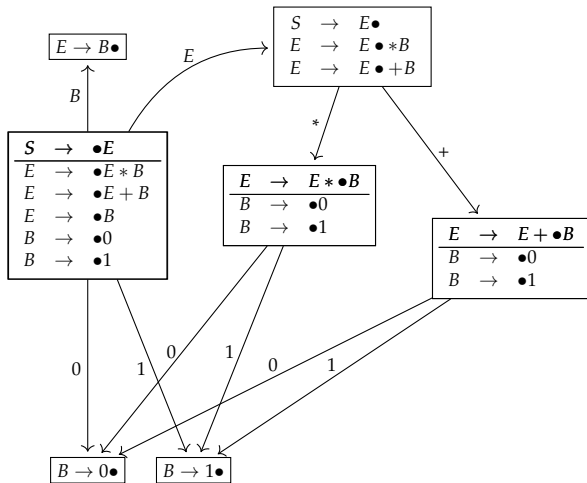 S → E•
E → E • ∗B
E → E • +B
E → B•
E
B
S → •E
E → •E ∗ B
E → •E + B
E → •B
B → •0
B → •1
*
+
E → E ∗ •B
B → •0
B → •1
E → E + •B
B → •0
B → •1
0
1
0
1
0
1
B → 0•
B → 1•